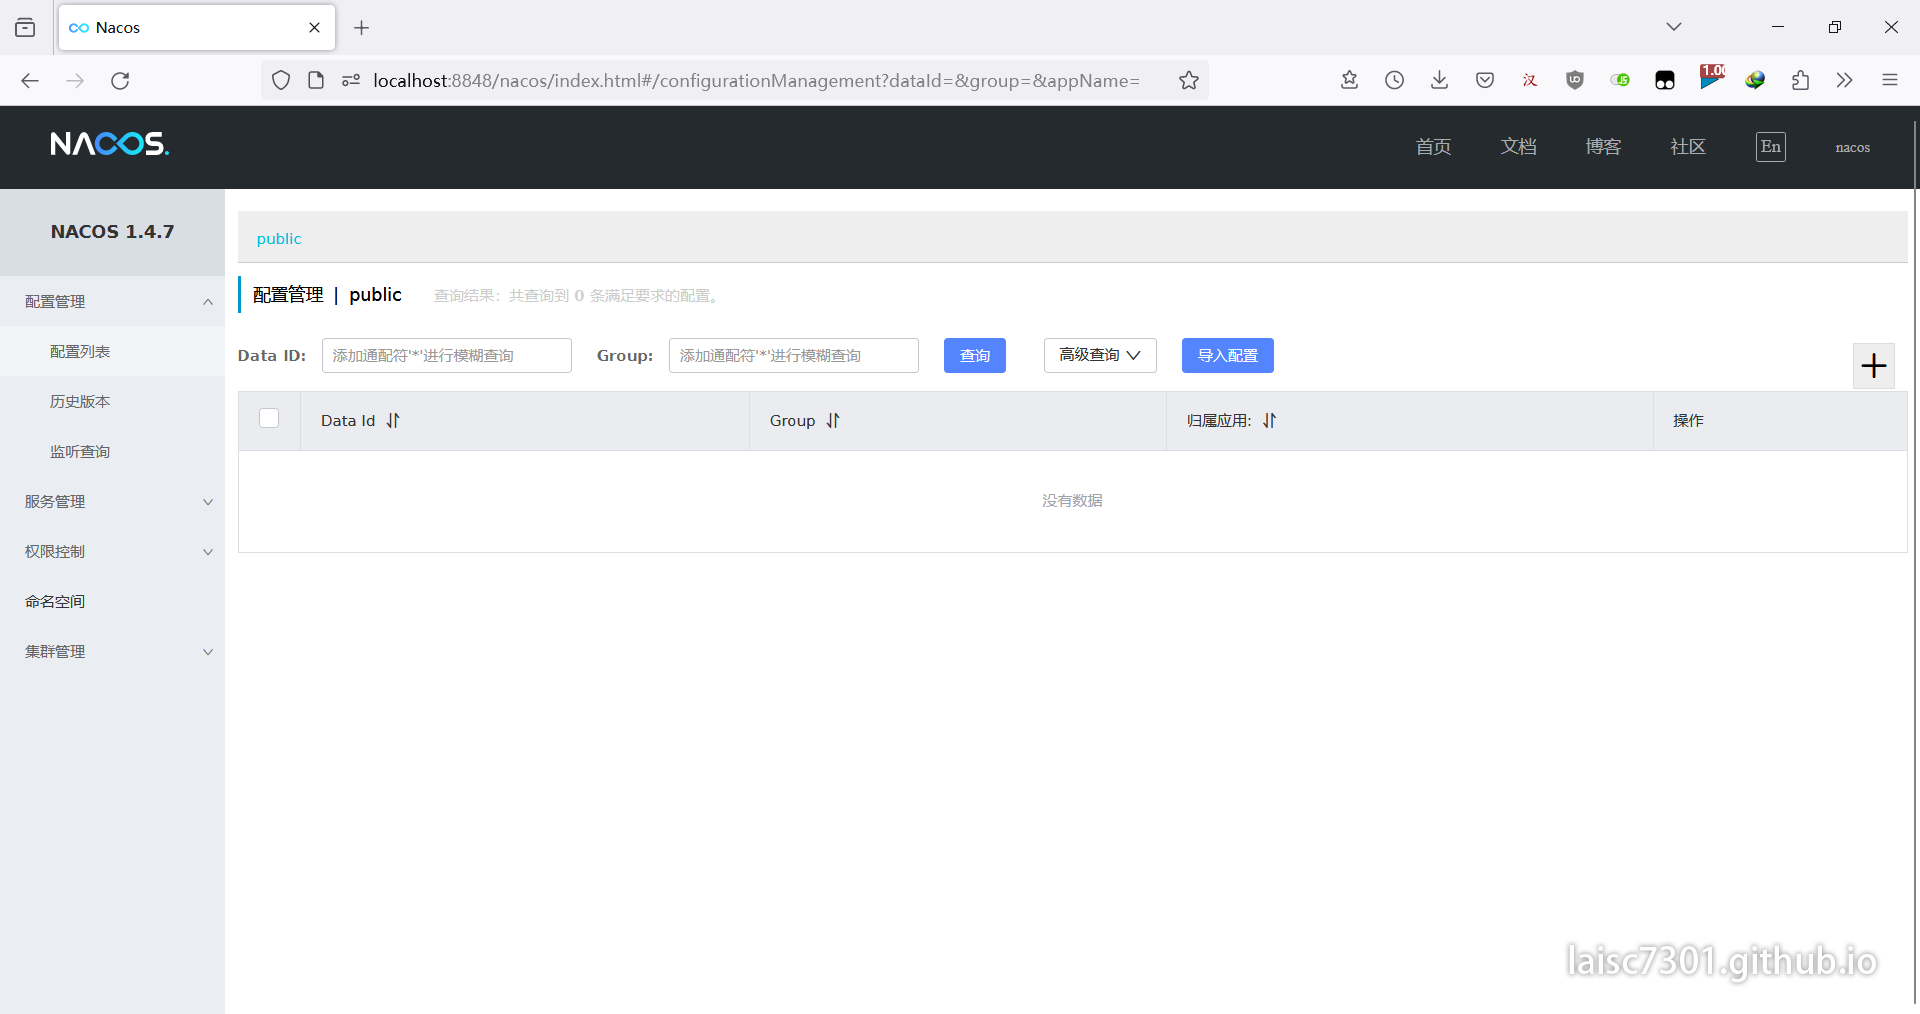 Nacos
localhost:8848/nacos/index.html#/configurationManagement?dataId=&group=&appName=
汉
UD
JS
NACOS.
首页
文档
博客
社区
En
nacos
NACOS 1.4.7
配置管理
配置列表
历史版本
监听查询
服务管理
权限控制
命名空间
集群管理
public
配置管理 | public 查询结果：共查询到 0 条满足要求的配置。
Data ID: 添加通配符'*'进行模糊查询 Group: 添加通配符'*'进行模糊查询 查询 高级查询 导入配置
Data Id Group 归属应用: 操作
没有数据
laisc7301.github.io